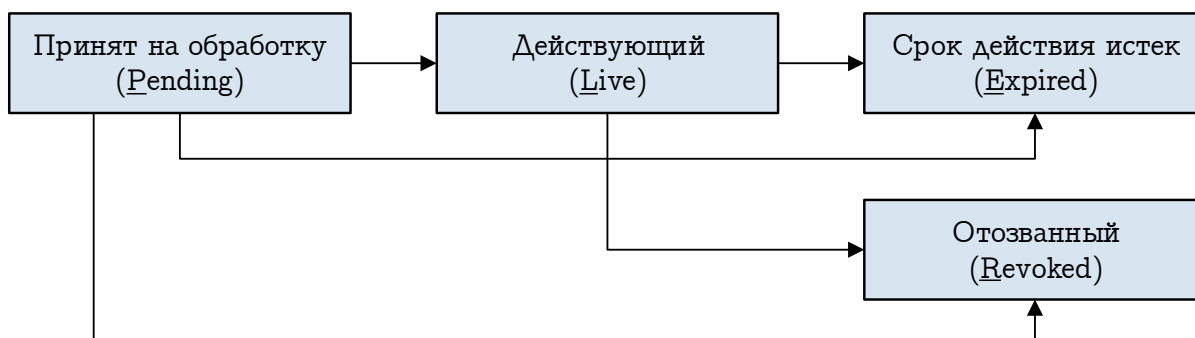 Принят на обработку
(Pending)
Действующий
(Live)
Срок действия истек
(Expired)
Отозванный
(Revoked)